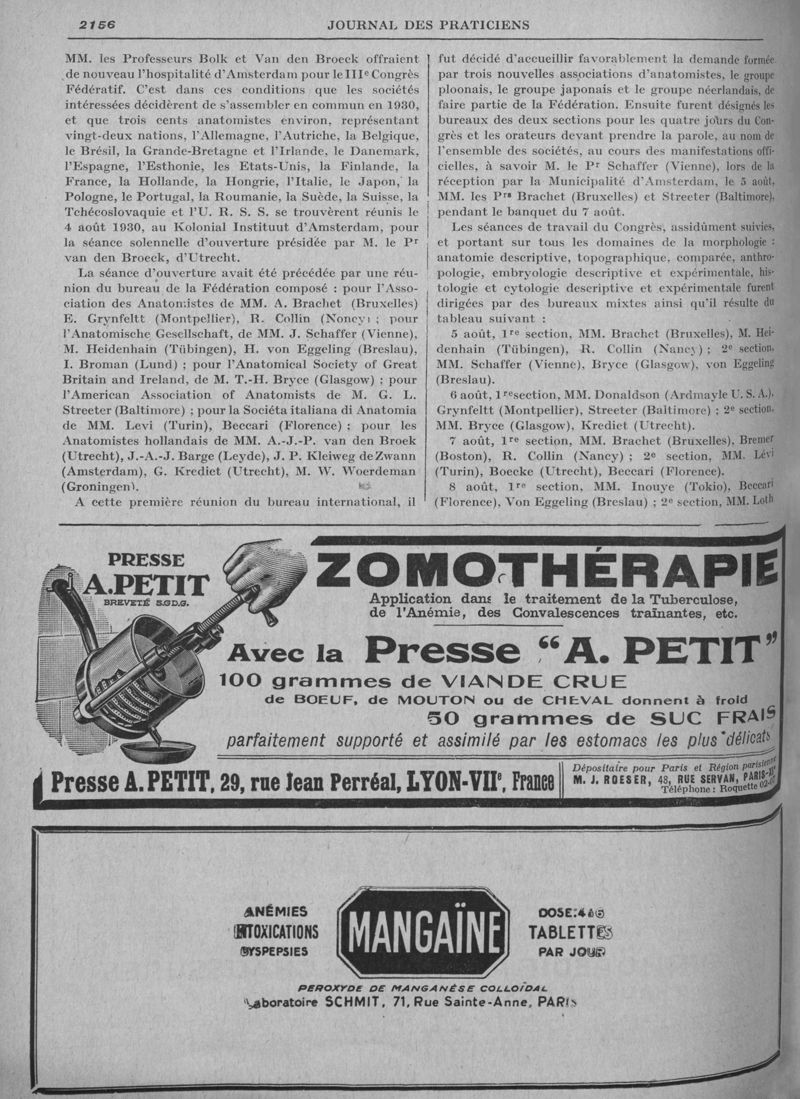 2156
JOURNAL DES PRATICIENS
MM. les Professeurs Bolk et Van den Broeck offraient
de nouveau l'hospitalité d'Amsterdam pour le IIIe Congrès
Fédératif. C'est dans ces conditions que les sociétés
intéressées décidèrent de s'assembler en commun en 1930,
et que trois cents anatomistes environ, représentant
vingt-deux nations, l'Allemagne, l'Autriche, la Belgique,
le Brésil, la Grande-Bretagne et l'Irlande, le Danemark,
l'Espagne, l'Esthonie, les Etats-Unis, la Finlande, la
France, la Hollande, la Hongrie, l'Italie, le Japon, la
Pologne, le Portugal, la Roumanie, la Suède, la Suisse, la
Tchécoslovaquie et l'U. R. S. S. se trouvèrent réunis le
4 août 1930, au Kolonial Instituut d'Amsterdam, pour
la séance solennelle d'ouverture présidée par M. le Pr
van den Broeck, d'Utrecht.
La séance d'ouverture avait été précédée par une réu-
nion du bureau de la Fédération composé : pour l'Asso-
ciation des Anatomistes de MM. A. Brachet (Bruxelles)
E. Grynfeltt (Montpellier), R. Collin (Noncy) ; pour
l'Anatomische Gesellschaft, de MM. J. Schaffer (Vienne),
M. Heidenhain (Tübingen), H. von Eggeling (Breslau),
I. Broman (Lund) ; pour l'Anatomical Society of Great
Britain and Ireland, de M. T.-H. Bryce (Glasgow) ; pour
l'American Association of Anatomists de M. G. L.
Streeter (Baltimore) ; pour la Sociéta italiana di Anatomia
de MM. Levi (Turin), Beccari (Florence) ; pour les
Anatomistes hollandais de MM. A.-J.-P. van den Broek
(Utrecht), J.-A.-J. Barge (Leyde), J. P. Kleiweg de Zwann
(Amsterdam), G. Krediet (Utrecht), M. W. Woerdeman
(Groningen).
A cette première réunion du bureau international, il
fut décidé d'accueillir favorablement la demande formée
par trois nouvelles associations d'anatomistes, le groupe
ploonais, le groupe japonais et le groupe néerlandais, de
faire partie de la Fédération. Ensuite furent désignés les
bureaux des deux sections pour les quatre jours du Con-
grès et les orateurs devant prendre la parole, au nom de
l'ensemble des sociétés, au cours des manifestations offi-
cielles, à savoir M. le Pr Schaffer (Vienne), lors de la
réception par la Municipalité d'Amsterdam, le 5 août,
MM. les Prs Brachet (Bruxelles) et Streeter (Baltimore),
pendant le banquet du 7 août.
Les séances de travail du Congrès, assidûment suivies,
et portant sur tous les domaines de la morphologie :
anatomie descriptive, topographique, comparée, anthro-
pologie, embryologie descriptive et expérimentale, his-
tologie et cytologie descriptive et expérimentale furent
dirigées par des bureaux mixtes ainsi qu'il résulte du
tableau suivant :
5 août, 1re section, MM. Brachet (Bruxelles), M. Hei-
denhain (Tübingen), R. Collin (Nancy) ; 2e section,
MM. Schaffer (Vienne), Bryce (Glasgow), von Eggeling
(Breslau).
6 août, 1re section, MM. Donaldson (Ardmayle U. S. A.),
Grynfeltt (Montpellier), Streeter (Baltimore) ; 2e section,
MM. Bryce (Glasgow), Krediet (Utrecht).
7 août, 1re section, MM. Brachet (Bruxelles), Bremer
(Boston), R. Collin (Nancy) ; 2e section, MM. Lévi
(Turin), Boecke (Utrecht), Beccari (Florence).
8 août, 1re section, MM. Inouye (Tokio), Beccari
(Florence), Von Eggeling (Breslau) ; 2e section, MM. Loth
PRESSE
A.PETIT
BREVETÉ S.G.D.G.
ZOMOTHÉRAPIE
Application dans le traitement de la Tuberculose,
de l'Anémie, des Convalescences traînantes, etc.
Avec la Presse "A. PETIT"
100 grammes de VIANDE CRUE
de BOEUF, de MOUTON ou de CHEVAL donnent à froid
50 grammes de SUC FRAIS
parfaitement supporté et assimilé par les estomacs les plus délicats
Presse A. PETIT, 29, rue Jean Perréal, LYON-VIIe, France
Dépositaire pour Paris et Région parisienne
M. J. ROESER, 48, RUE SERVAN, PARIS-
Téléphone : Roquette 02-
ANÉMIES
INTOXICATIONS
DYSPEPSIES
MANGAÏNE
DOSE: 4 à 6
TABLETTES
PAR JOUR
PEROXYDE DE MANGANÉSE COLLOÏDAL
Laboratoire SCHMIT, 71, Rue Sainte-Anne, PARIS